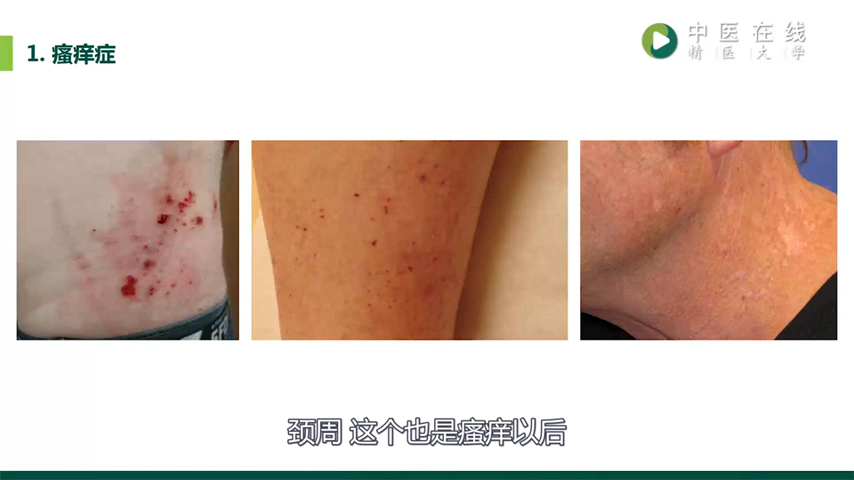 1. 瘙痒症
中医在线
精医大学
颈周 这个也是瘙痒以后